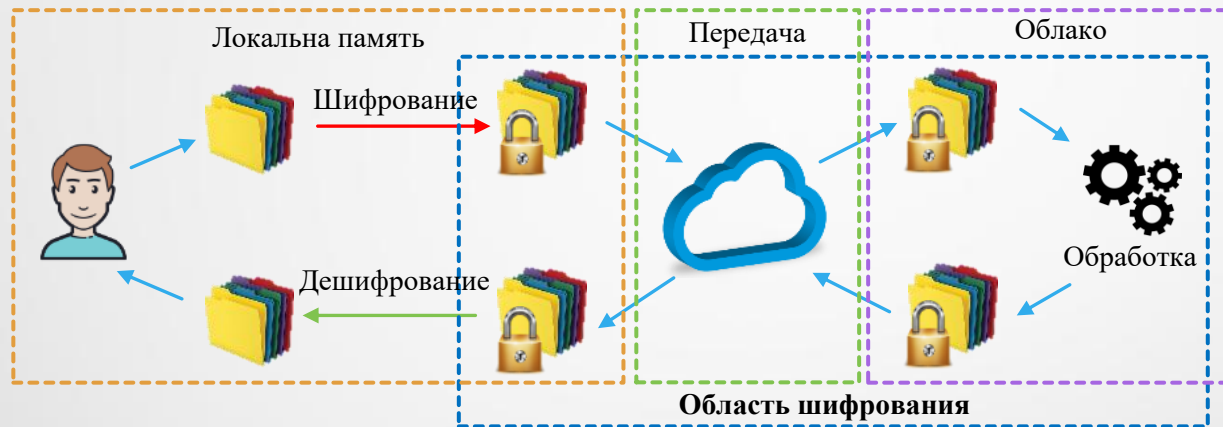 Локальна память
Передача
Облако
Шифрование
Обработка
Дешифрование
Область шифрования